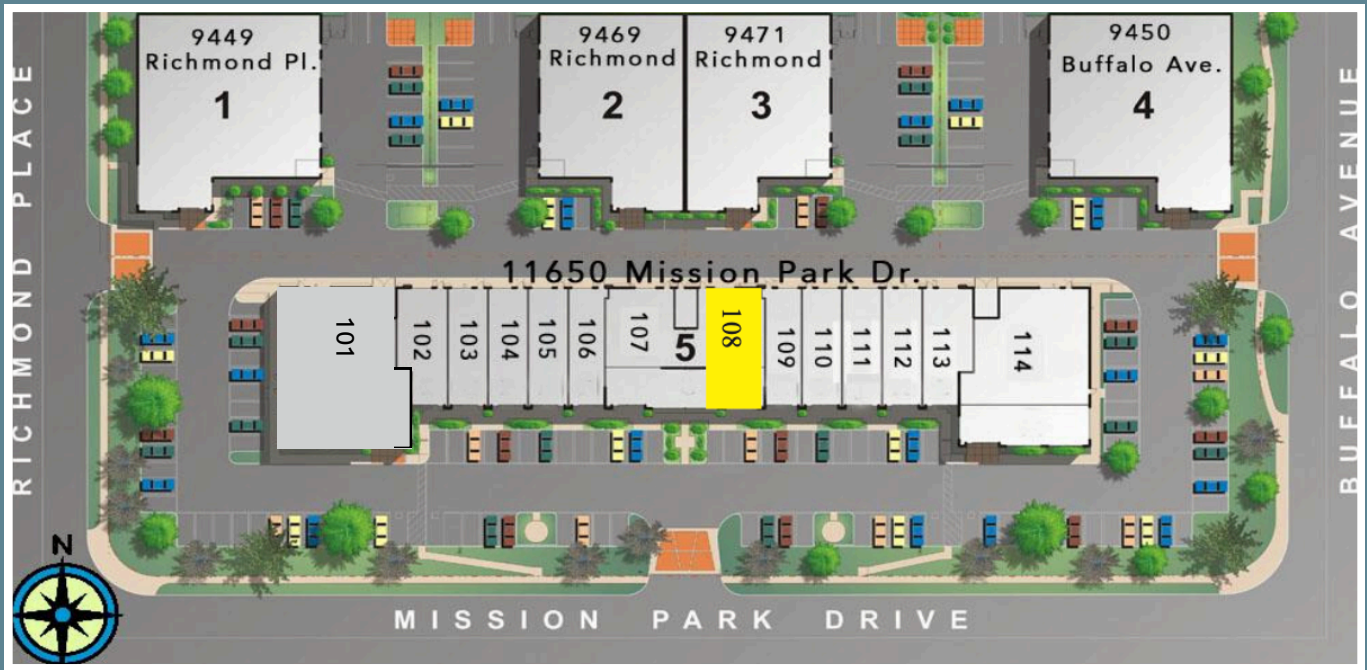 9449
Richmond Pl.
1
9469
Richmond
2
9471
Richmond
3
9450
Buffalo Ave.
4
RICHMOND PLACE
BUFFALO AVENUE
11650 Mission Park Dr.
101
102
103
104
105
106
107
5
108
109
110
111
112
113
114
N
MISSION PARK DRIVE